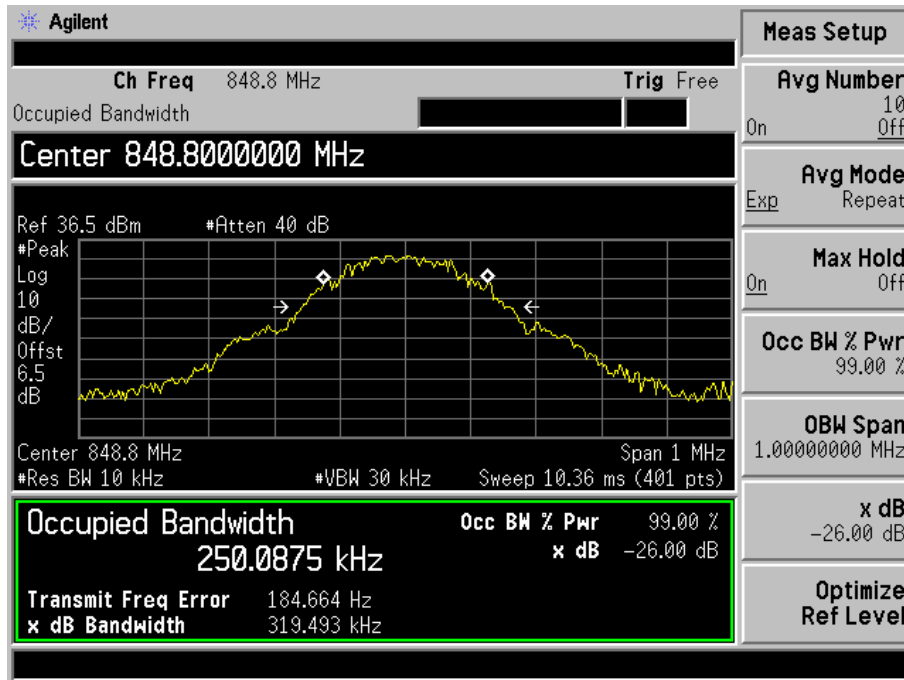 Agilent
Ch Freq 848.8 MHz Trig Free
Occupied Bandwidth
Center 848.8000000 MHz
Ref 36.5 dBm #Atten 40 dB
#Peak
Log
10
dB/
Offst
6.5
dB
Center 848.8 MHz Span 1 MHz
#Res BW 10 kHz #VBW 30 kHz Sweep 10.36 ms (401 pts)
Occupied Bandwidth Occ BW % Pwr 99.00 %
250.0875 kHz x dB -26.00 dB
Transmit Freq Error 184.664 Hz
x dB Bandwidth 319.493 kHz
Meas Setup
Avg Number
10
On Off
Avg Mode
Exp Repeat
Max Hold
On Off
Occ BW % Pwr
99.00 %
OBW Span
1.00000000 MHz
x dB
-26.00 dB
Optimize
Ref Level